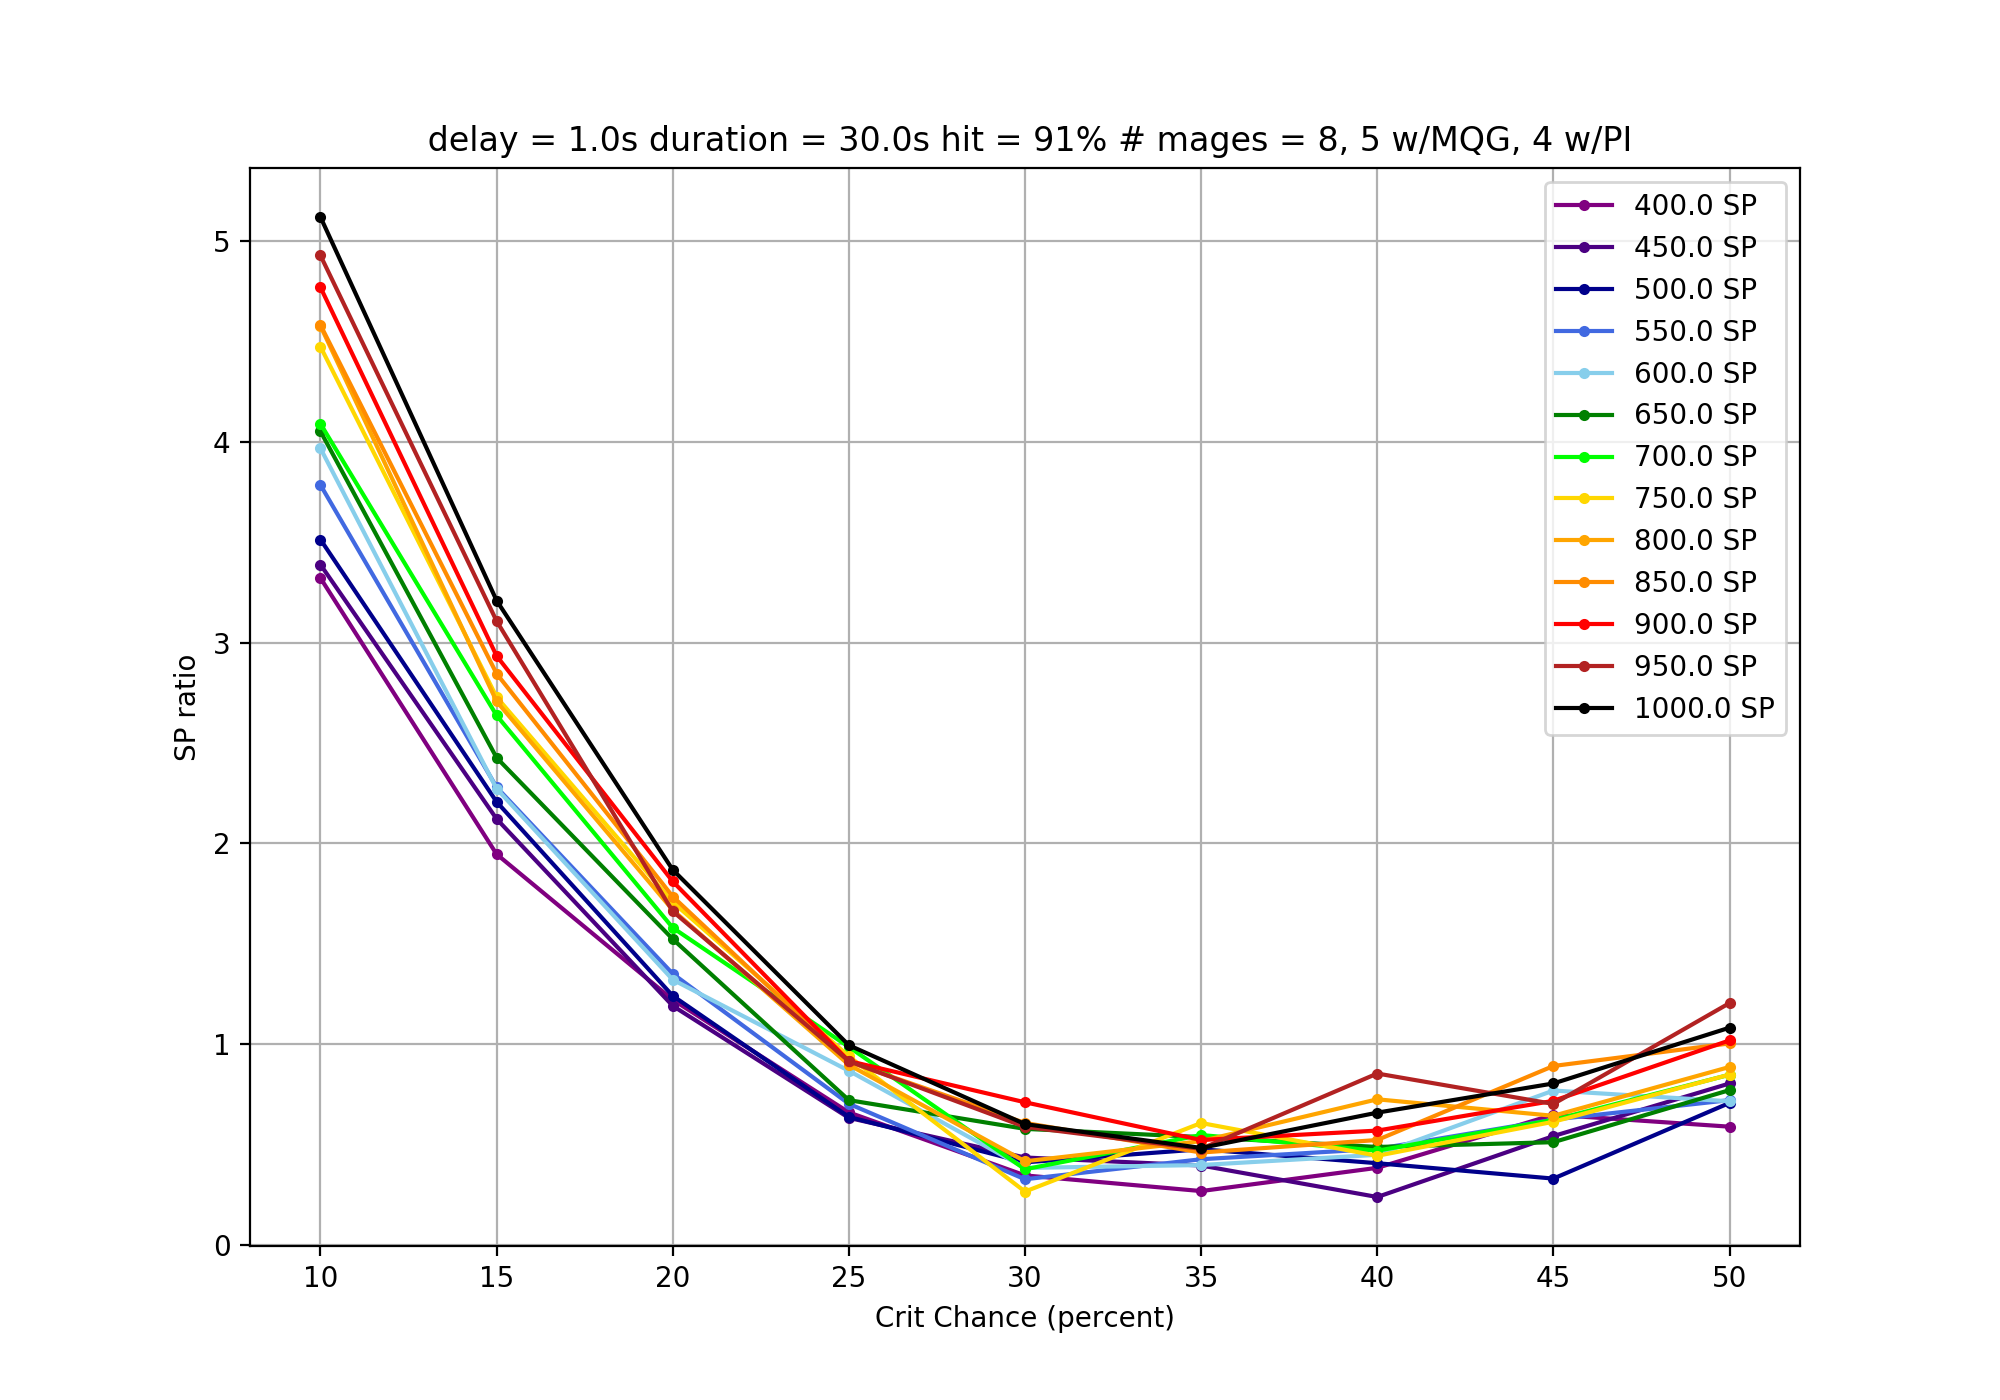 delay = 1.0s duration = 30.0s hit = 91% # mages = 8, 5 w/MQG, 4 w/PI
400.0 SP
450.0 SP
500.0 SP
550.0 SP
600.0 SP
650.0 SP
700.0 SP
750.0 SP
800.0 SP
850.0 SP
900.0 SP
950.0 SP
1000.0 SP
SP ratio
5
4
3
2
1
0
10 15 20 25 30 35 40 45 50
Crit Chance (percent)